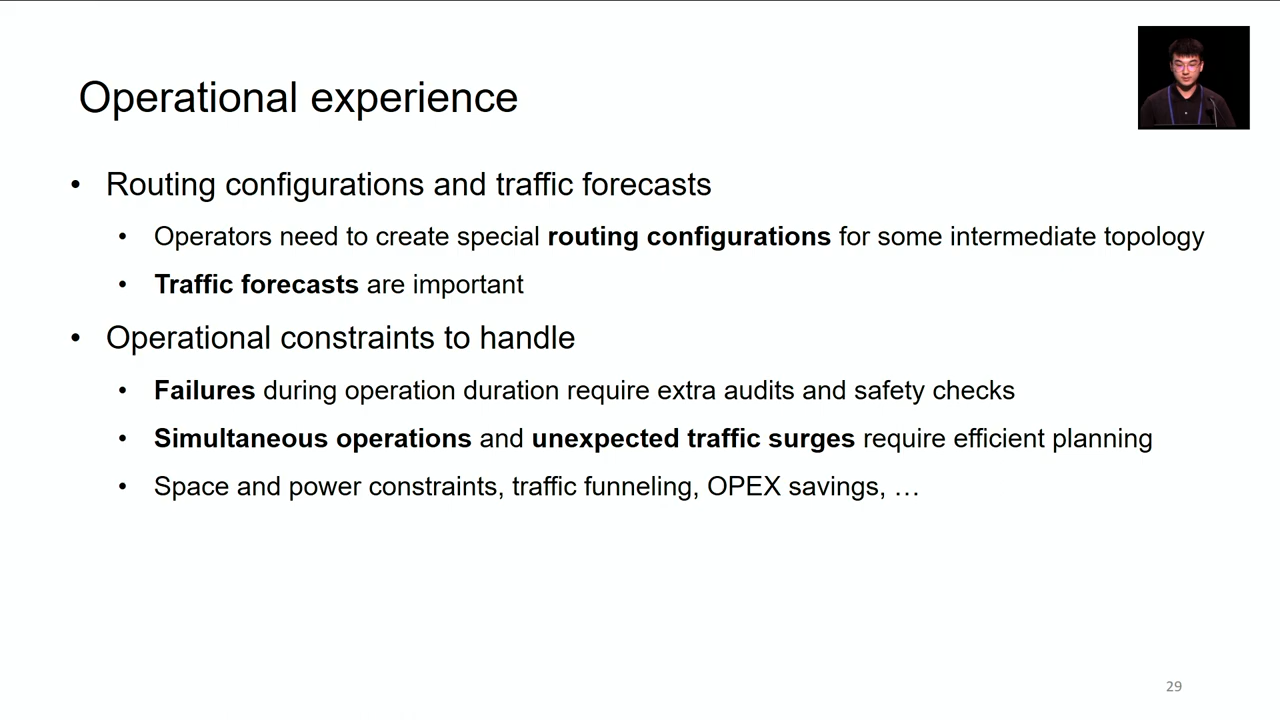 Operational experience
• Routing configurations and traffic forecasts
• Operators need to create special routing configurations for some intermediate topology
• Traffic forecasts are important
• Operational constraints to handle
• Failures during operation duration require extra audits and safety checks
• Simultaneous operations and unexpected traffic surges require efficient planning
• Space and power constraints, traffic funneling, OPEX savings, …
29